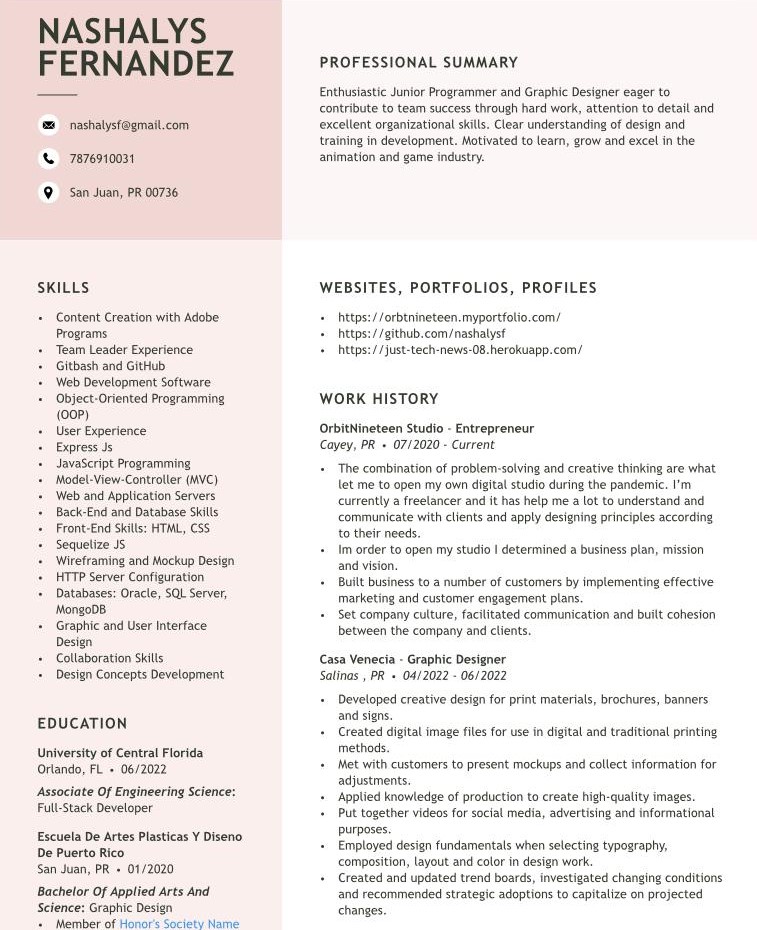 NASHALYS
FERNANDEZ
nashalysf@gmail.com
7876910031
San Juan, PR 00736
PROFESSIONAL SUMMARY
Enthusiastic Junior Programmer and Graphic Designer eager to
contribute to team success through hard work, attention to detail and
excellent organizational skills. Clear understanding of design and
training in development. Motivated to learn, grow and excel in the
animation and game industry.
SKILLS
• Content Creation with Adobe
Programs
• Team Leader Experience
• Gitbash and GitHub
• Web Development Software
• Object-Oriented Programming
(OOP)
• User Experience
• Express Js
• JavaScript Programming
• Model-View-Controller (MVC)
• Web and Application Servers
• Back-End and Database Skills
• Front-End Skills: HTML, CSS
• Sequelize JS
• Wireframing and Mockup Design
• HTTP Server Configuration
• Databases: Oracle, SQL Server,
MongoDB
• Graphic and User Interface
Design
• Collaboration Skills
• Design Concepts Development
EDUCATION
University of Central Florida
Orlando, FL • 06/2022
Associate Of Engineering Science:
Full-Stack Developer
Escuela De Artes Plasticas Y Diseno
De Puerto Rico
San Juan, PR • 01/2020
Bachelor Of Applied Arts And
Science: Graphic Design
• Member of Honor's Society Name
WEBSITES, PORTFOLIOS, PROFILES
• https://orbtnineteen.myportfolio.com/
• https://github.com/nashalysf
• https://just-tech-news-08.herokuapp.com/
WORK HISTORY
OrbitNineteen Studio - Entrepreneur
Cayey, PR • 07/2020 - Current
• The combination of problem-solving and creative thinking are what
let me to open my own digital studio during the pandemic. I'm
currently a freelancer and it has help me a lot to understand and
communicate with clients and apply designing principles according
to their needs.
• Im order to open my studio I determined a business plan, mission
and vision.
• Built business to a number of customers by implementing effective
marketing and customer engagement plans.
• Set company culture, facilitated communication and built cohesion
between the company and clients.
Casa Venecia - Graphic Designer
Salinas , PR • 04/2022 - 06/2022
• Developed creative design for print materials, brochures, banners
and signs.
• Created digital image files for use in digital and traditional printing
methods.
• Met with customers to present mockups and collect information for
adjustments.
• Applied knowledge of production to create high-quality images.
• Put together videos for social media, advertising and informational
purposes.
• Employed design fundamentals when selecting typography,
composition, layout and color in design work.
• Created and updated trend boards, investigated changing conditions
and recommended strategic adoptions to capitalize on projected
changes.